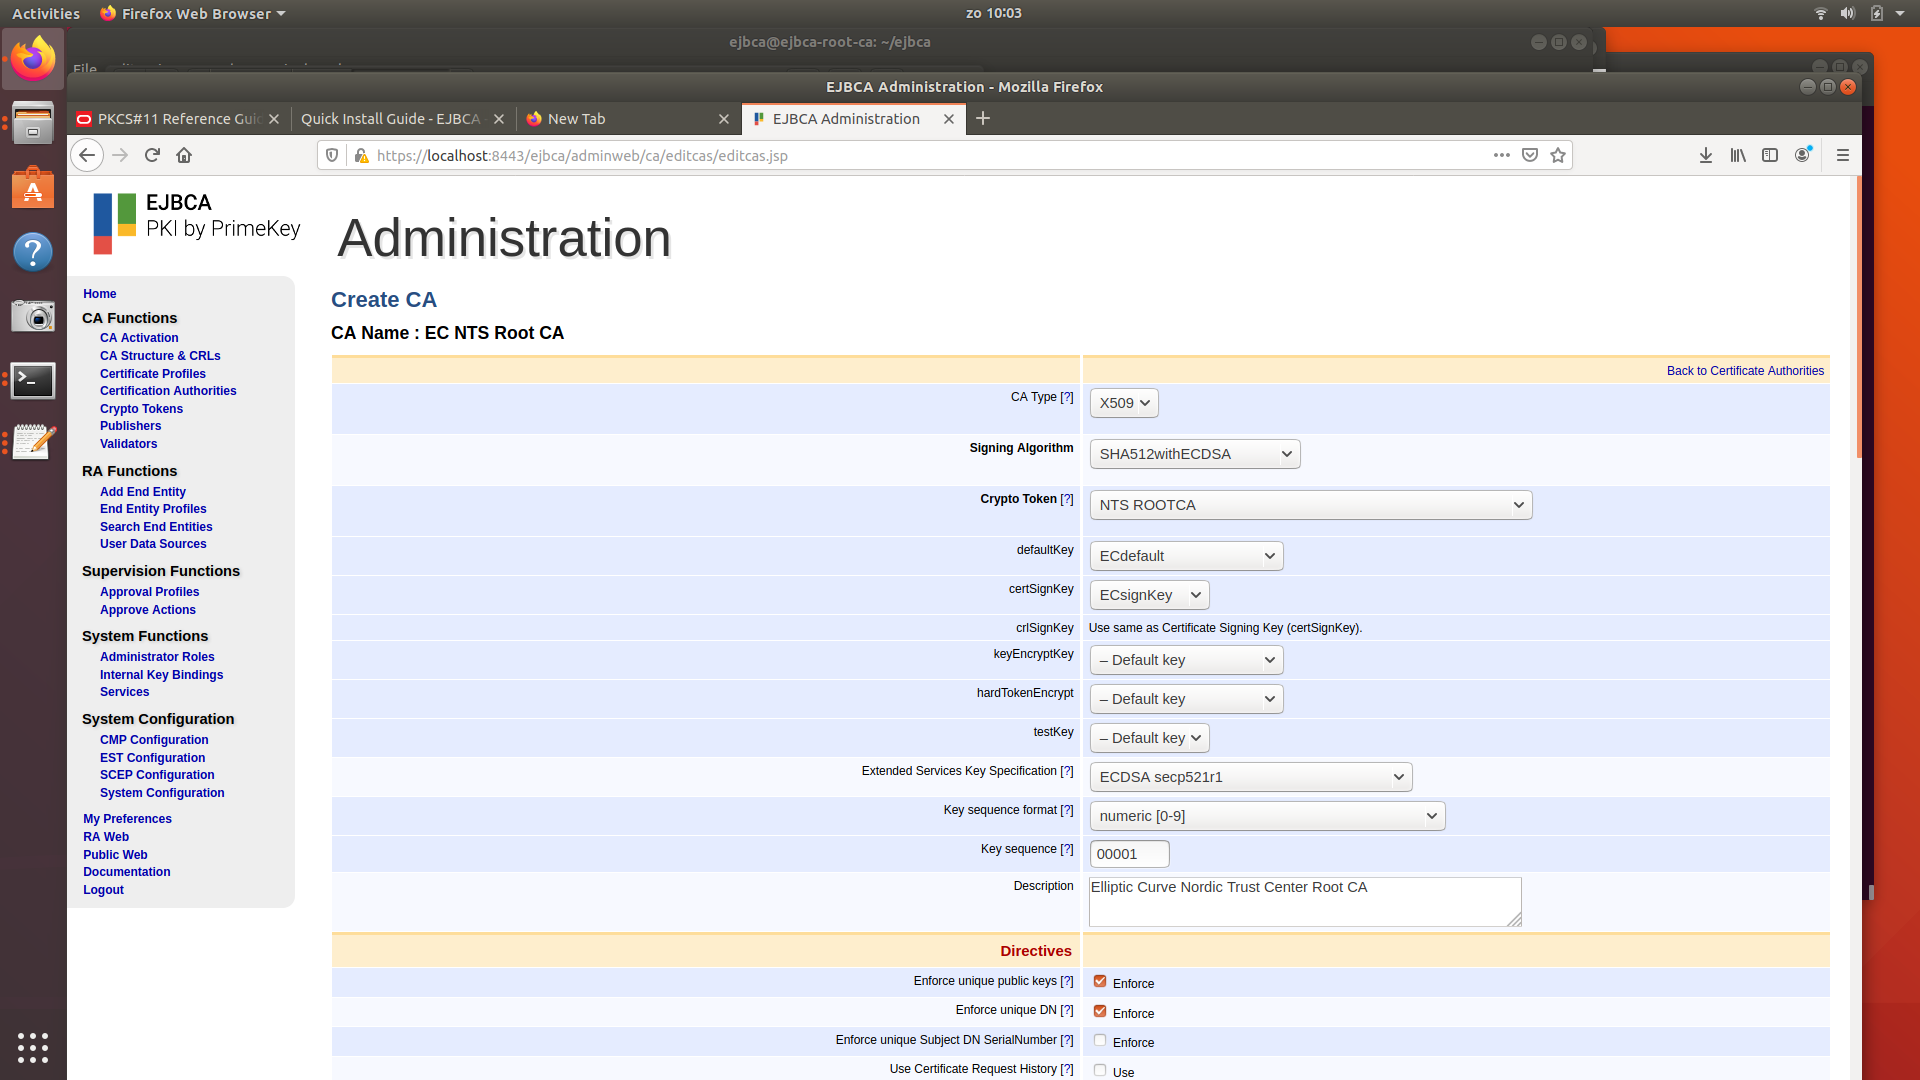 Activities Firefox Web Browser zo 10:03
ejbca@ejbca-root-ca: ~/ejbca
File
EJBCA Administration - Mozilla Firefox
PKCS#11 Reference Guid Quick Install Guide - EJBCA - New Tab EJBCA Administration
https://localhost:8443/ejbca/adminweb/ca/editcas/editcas.jsp
EJBCA
PKI by PrimeKey
Administration
Home
CA Functions
CA Activation
CA Structure & CRLs
Certificate Profiles
Certification Authorities
Crypto Tokens
Publishers
Validators
RA Functions
Add End Entity
End Entity Profiles
Search End Entities
User Data Sources
Supervision Functions
Approval Profiles
Approve Actions
System Functions
Administrator Roles
Internal Key Bindings
Services
System Configuration
CMP Configuration
EST Configuration
SCEP Configuration
System Configuration
My Preferences
RA Web
Public Web
Documentation
Logout
Create CA
CA Name : EC NTS Root CA
Back to Certificate Authorities
CA Type [?] X509
Signing Algorithm SHA512withECDSA
Crypto Token [?] NTS ROOTCA
defaultKey ECdefault
certSignKey ECsignKey
crlSignKey Use same as Certificate Signing Key (certSignKey).
keyEncryptKey – Default key
hardTokenEncrypt – Default key
testKey – Default key
Extended Services Key Specification [?] ECDSA secp521r1
Key sequence format [?] numeric [0-9]
Key sequence [?] 00001
Description Elliptic Curve Nordic Trust Center Root CA
Directives
Enforce unique public keys [?] Enforce
Enforce unique DN [?] Enforce
Enforce unique Subject DN SerialNumber [?] Enforce
Use Certificate Request History [?] Use